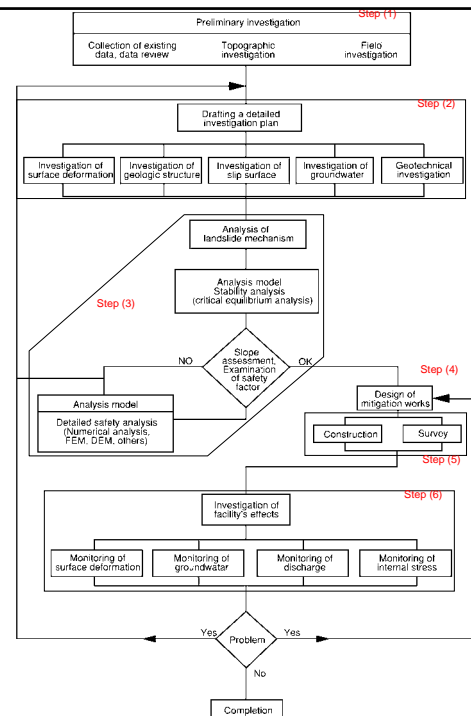 Step (1)
Preliminary investigation
Collection of existing
data, data review
Topographic
investigation
Field
investigation
Step (2)
Drafting a detailed
investigation plan
Investigation of
surface deformation
Investigation of
geologic structure
Investigation of
slip surface
Investigation of
groundwater
Geotechnical
investigation
Analysis of
landslide mechanism
Analysis model
Stability analysis
(critical equilibrium analysis)
Step (3)
NO
Slope
assessment,
Examination
of safety
factor
OK
Step (4)
Analysis model
Detailed safety analysis
(Numerical analysis,
FEM, DEM, others)
Design of
mitigation works
Construction
Survey
Step (5)
Step (6)
Investigation of
facility's effects
Monitoring of
surface deformation
Monitoring of
groundwatar
Monitoring of
discharge
Monitoring of
internal stress
Yes
Problem
Yes
No
Completion